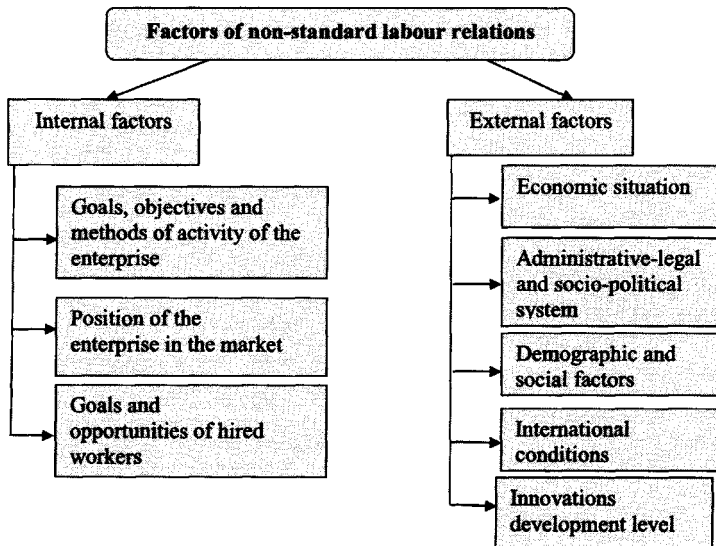 Factors of non-standard labour relations
Internal factors
Goals, objectives and
methods of activity of the
enterprise
Position of the
enterprise in the market
Goals and
opportunities of hired
workers
External factors
Economic situation
Administrative-legal
and socio-political
system
Demographic and
social factors
International
conditions
Innovations
development level